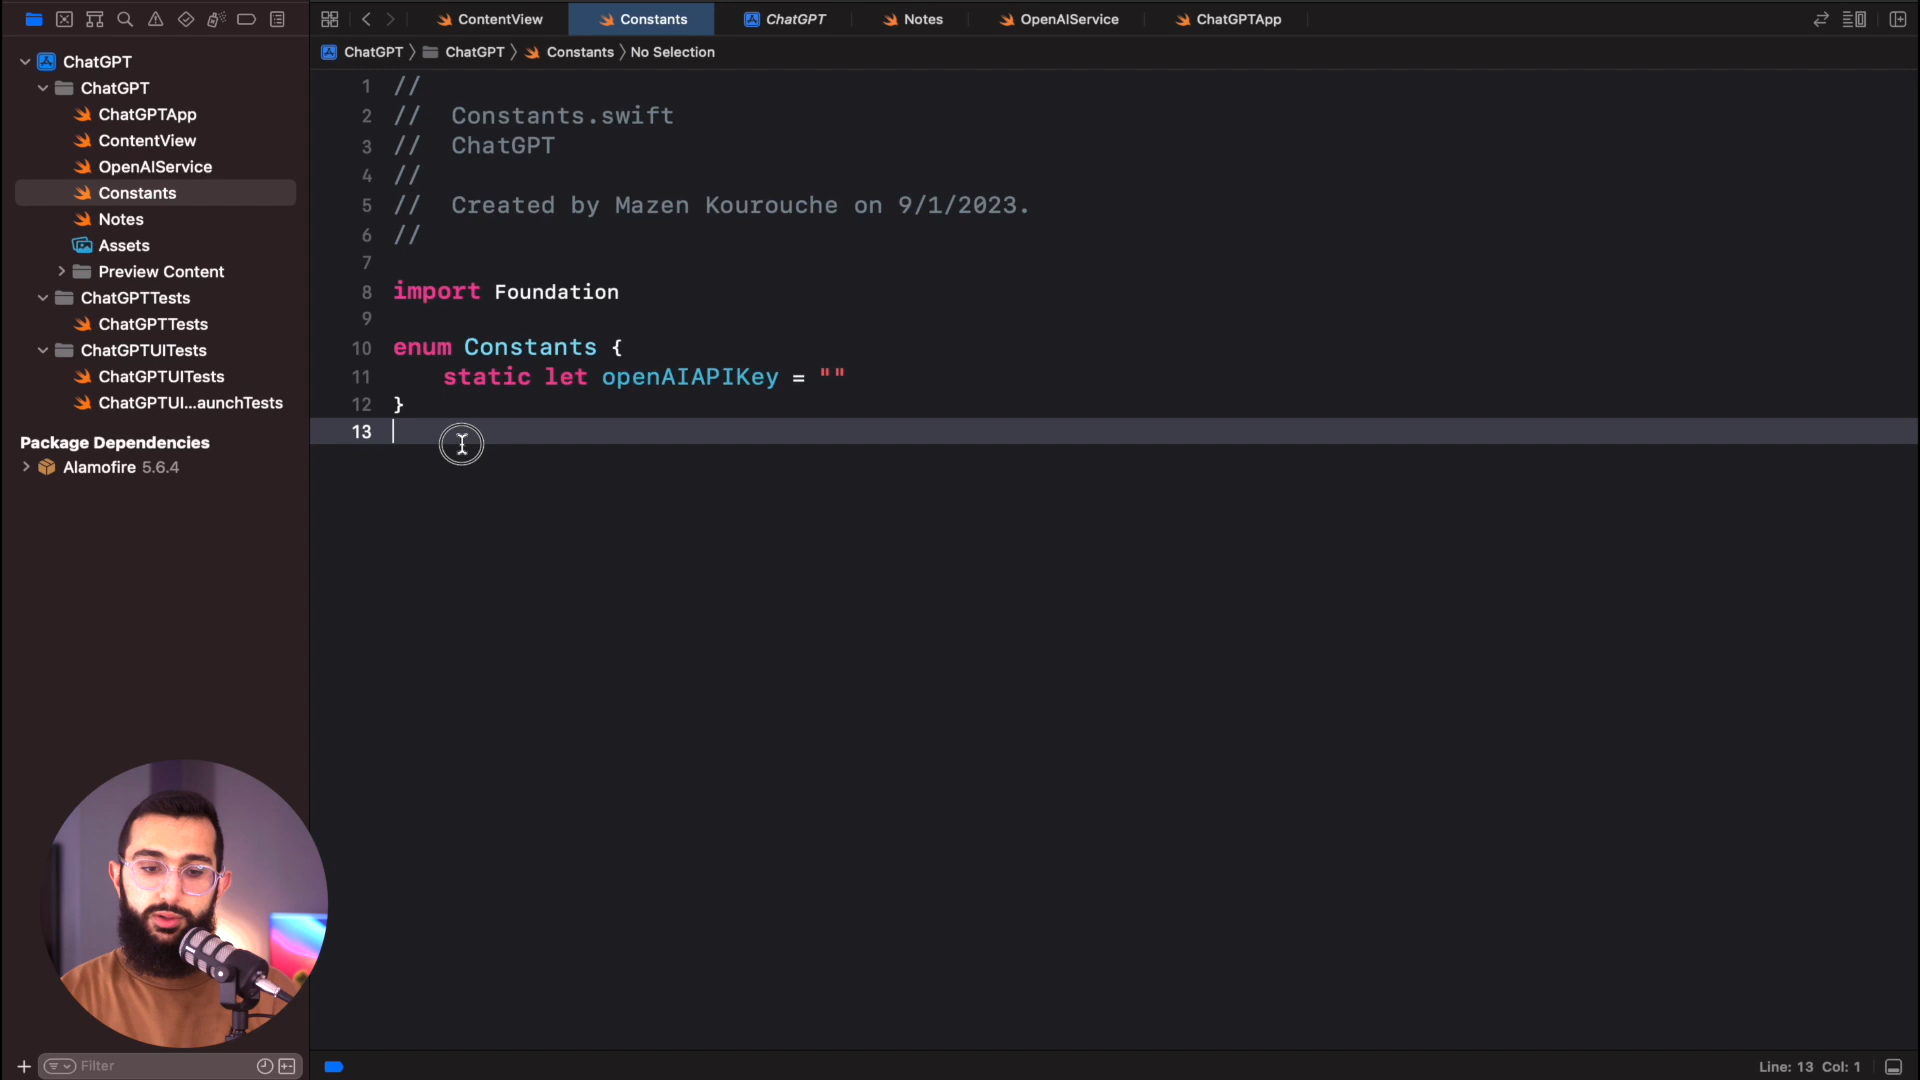 ContentView
Constants
ChatGPT
Notes
OpenAIService
ChatGPTApp
ChatGPT
ChatGPT
Constants
No Selection
ChatGPT
ChatGPT
ChatGPTApp
ContentView
OpenAIService
Constants
Notes
Assets
Preview Content
ChatGPTTests
ChatGPTTests
ChatGPTUITests
ChatGPTUITests
ChatGPTUI...aunchTests
Package Dependencies
Alamofire 5.6.4
Filter
1 //
2 // Constants.swift
3 // ChatGPT
4 //
5 // Created by Mazen Kourouche on 9/1/2023.
6 //
7
8 import Foundation
9
10 enum Constants {
11 static let openAIAPIKey = ""
12 }
13
Line: 13 Col: 1